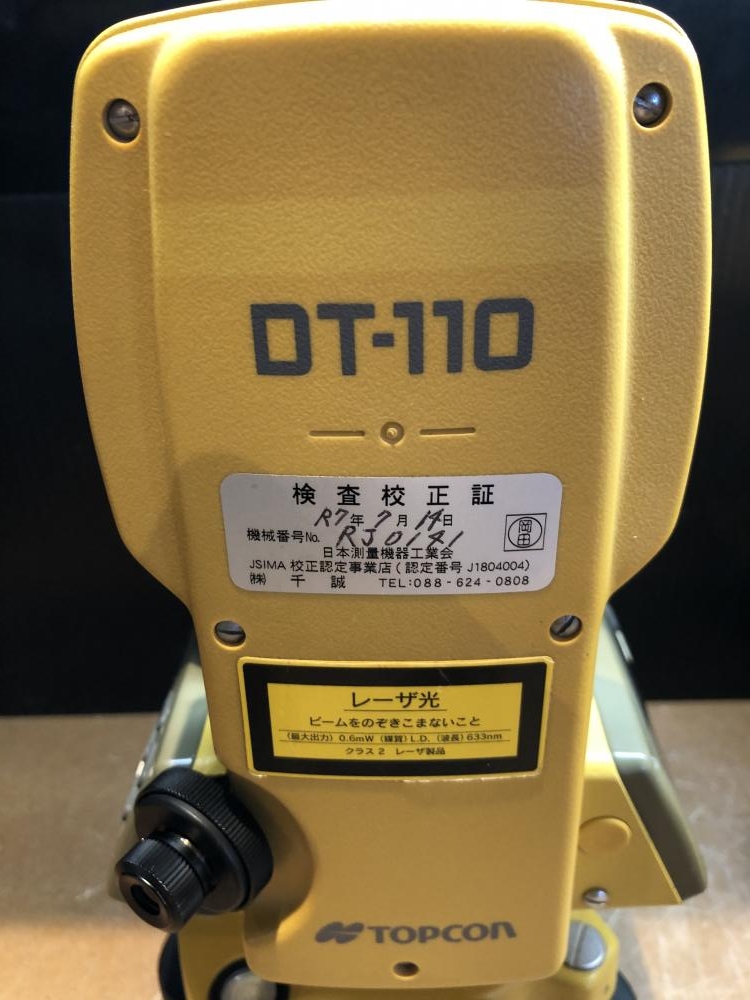 DT-110
検査校正証
R7年7月14日
機械番号No. RJ0141
岡田
日本測量機器工業会
JSIMA 校正認定事業店(認定番号 J1804004)
(株) 千誠 TEL:088-624-0808
レーザ光
ビームをのぞきこまないこと
(最大出力) 0.6mW (媒質) L.D. (波長) 633nm
クラス2 レーザ製品
TOPCON